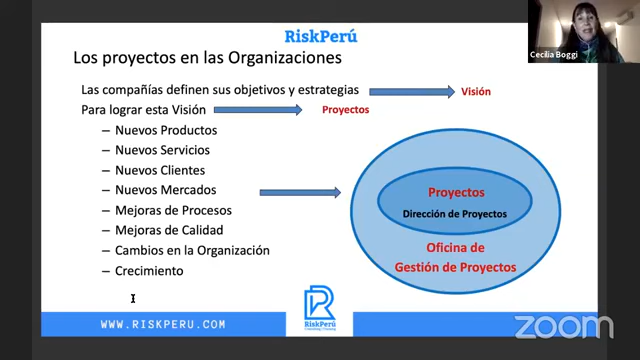 RiskPerú
Cecilia Boggi
Los proyectos en las Organizaciones
Las compañías definen sus objetivos y estrategias
Visión
Para lograr esta Visión
Proyectos
– Nuevos Productos
– Nuevos Servicios
– Nuevos Clientes
– Nuevos Mercados
– Mejoras de Procesos
– Mejoras de Calidad
– Cambios en la Organización
– Crecimiento
Proyectos
Dirección de Proyectos
Oficina de
Gestión de Proyectos
WWW.RISKPERU.COM
RiskPerú
zoom